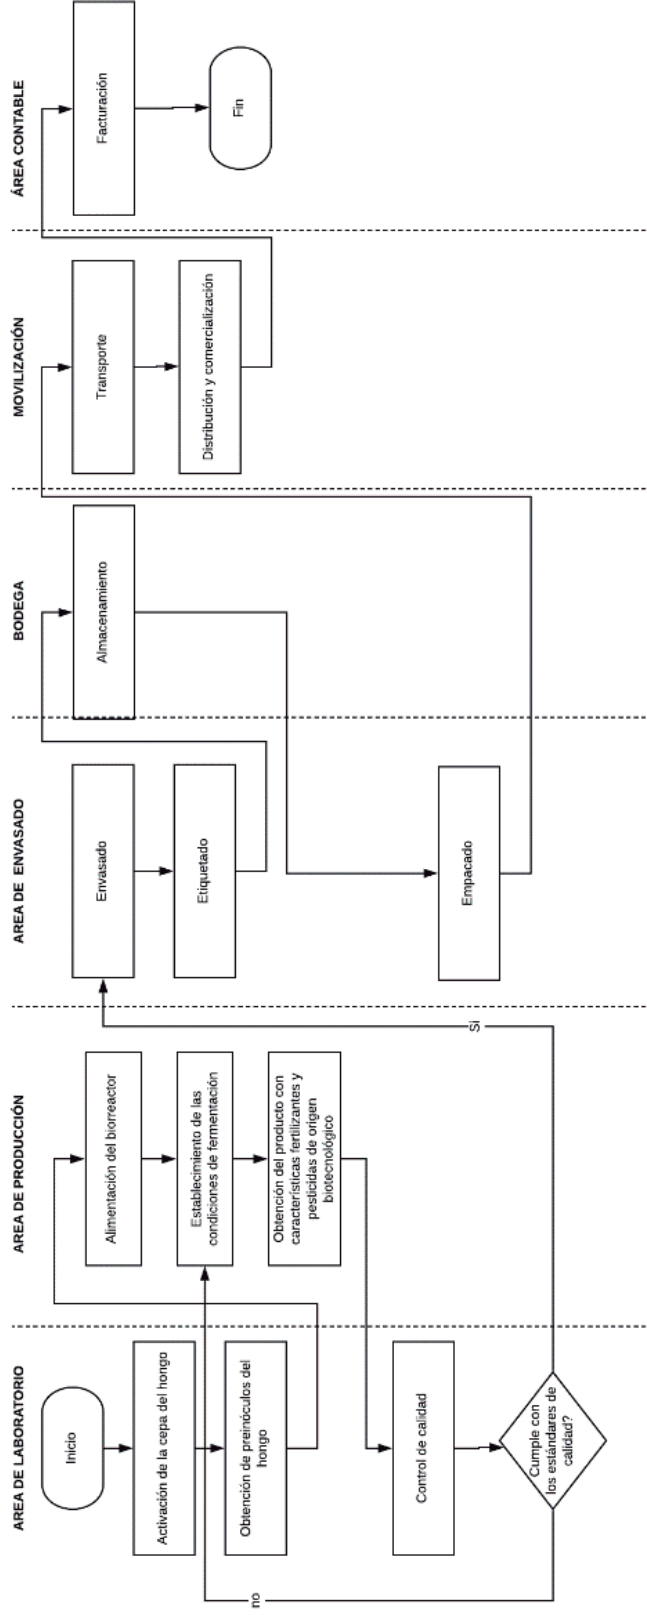 AREA DE LABORATORIO
Inicio
Activación de la cepa del hongo
Obtención de preinóculos del
hongo
Control de calidad
Cumple con
los estándares de
calidad?
no
Si
AREA DE PRODUCCIÓN
Alimentación del biorreactor
Establecimiento de las
condiciones de fermentación
Obtención del producto con
características fertilizantes y
pesticidas de origen
biotecnológico
AREA DE ENVASADO
Envasado
Etiquetado
Empacado
BODEGA
Almacenamiento
MOVILIZACIÓN
Transporte
Distribución y comercialización
ÁREA CONTABLE
Facturación
Fin